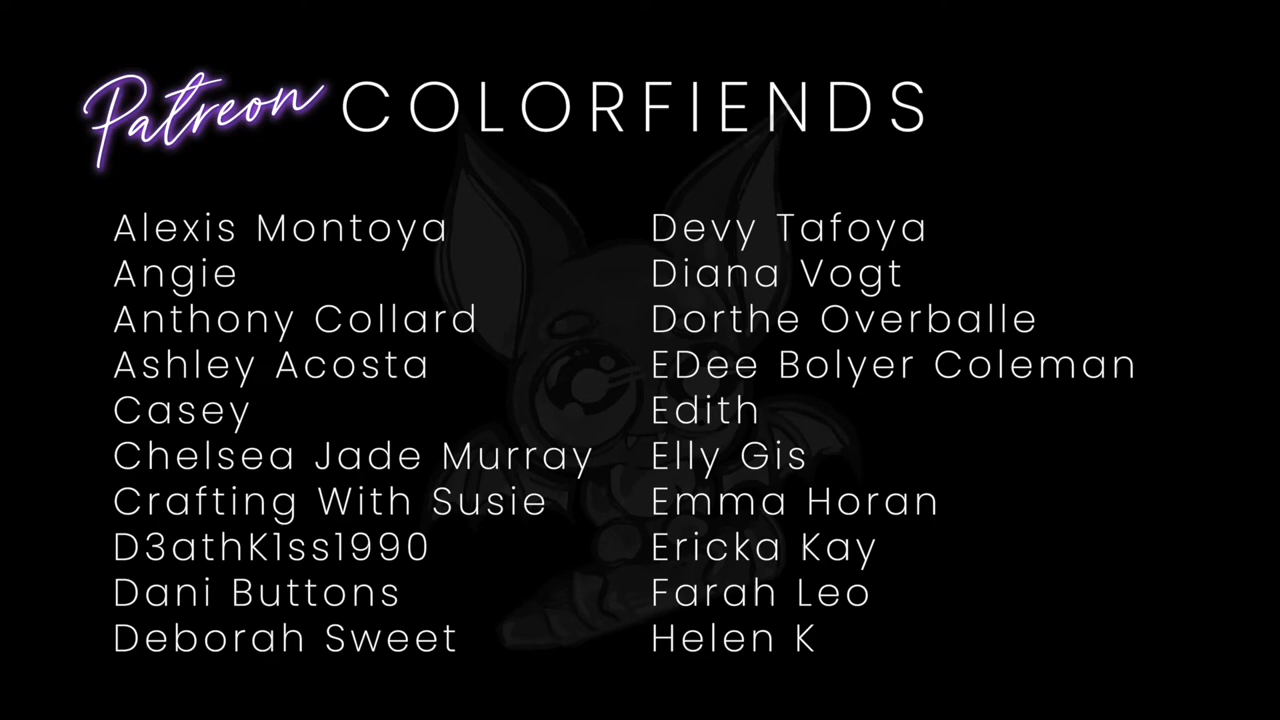 Patreon COLORFIENDS
Alexis Montoya
Angie
Anthony Collard
Ashley Acosta
Casey
Chelsea Jade Murray
Crafting With Susie
D3athK1ss1990
Dani Buttons
Deborah Sweet
Devy Tafoya
Diana Vogt
Dorthe Overballe
EDee Bolyer Coleman
Edith
Elly Gis
Emma Horan
Ericka Kay
Farah Leo
Helen K